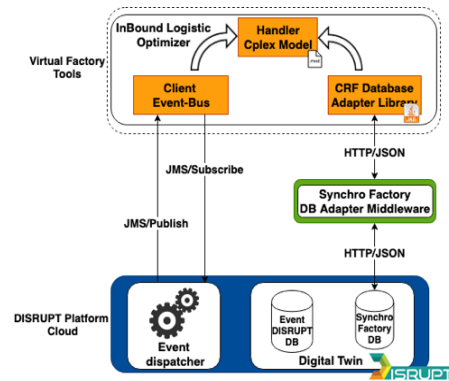 InBound Logistic
Optimizer
Handler
Cplex Model
Virtual Factory
Tools
Client
Event-Bus
CRF Database
Adapter Library
JAR
HTTP/JSON
JMS/Subscribe
Synchro Factory
DB Adapter Middleware
JMS/Publish
HTTP/JSON
DISRUPT Platform
Cloud
Event
DISRUPT
DB
Synchro
Factory
DB
Event
dispatcher
Digital Twin
DISRUPT